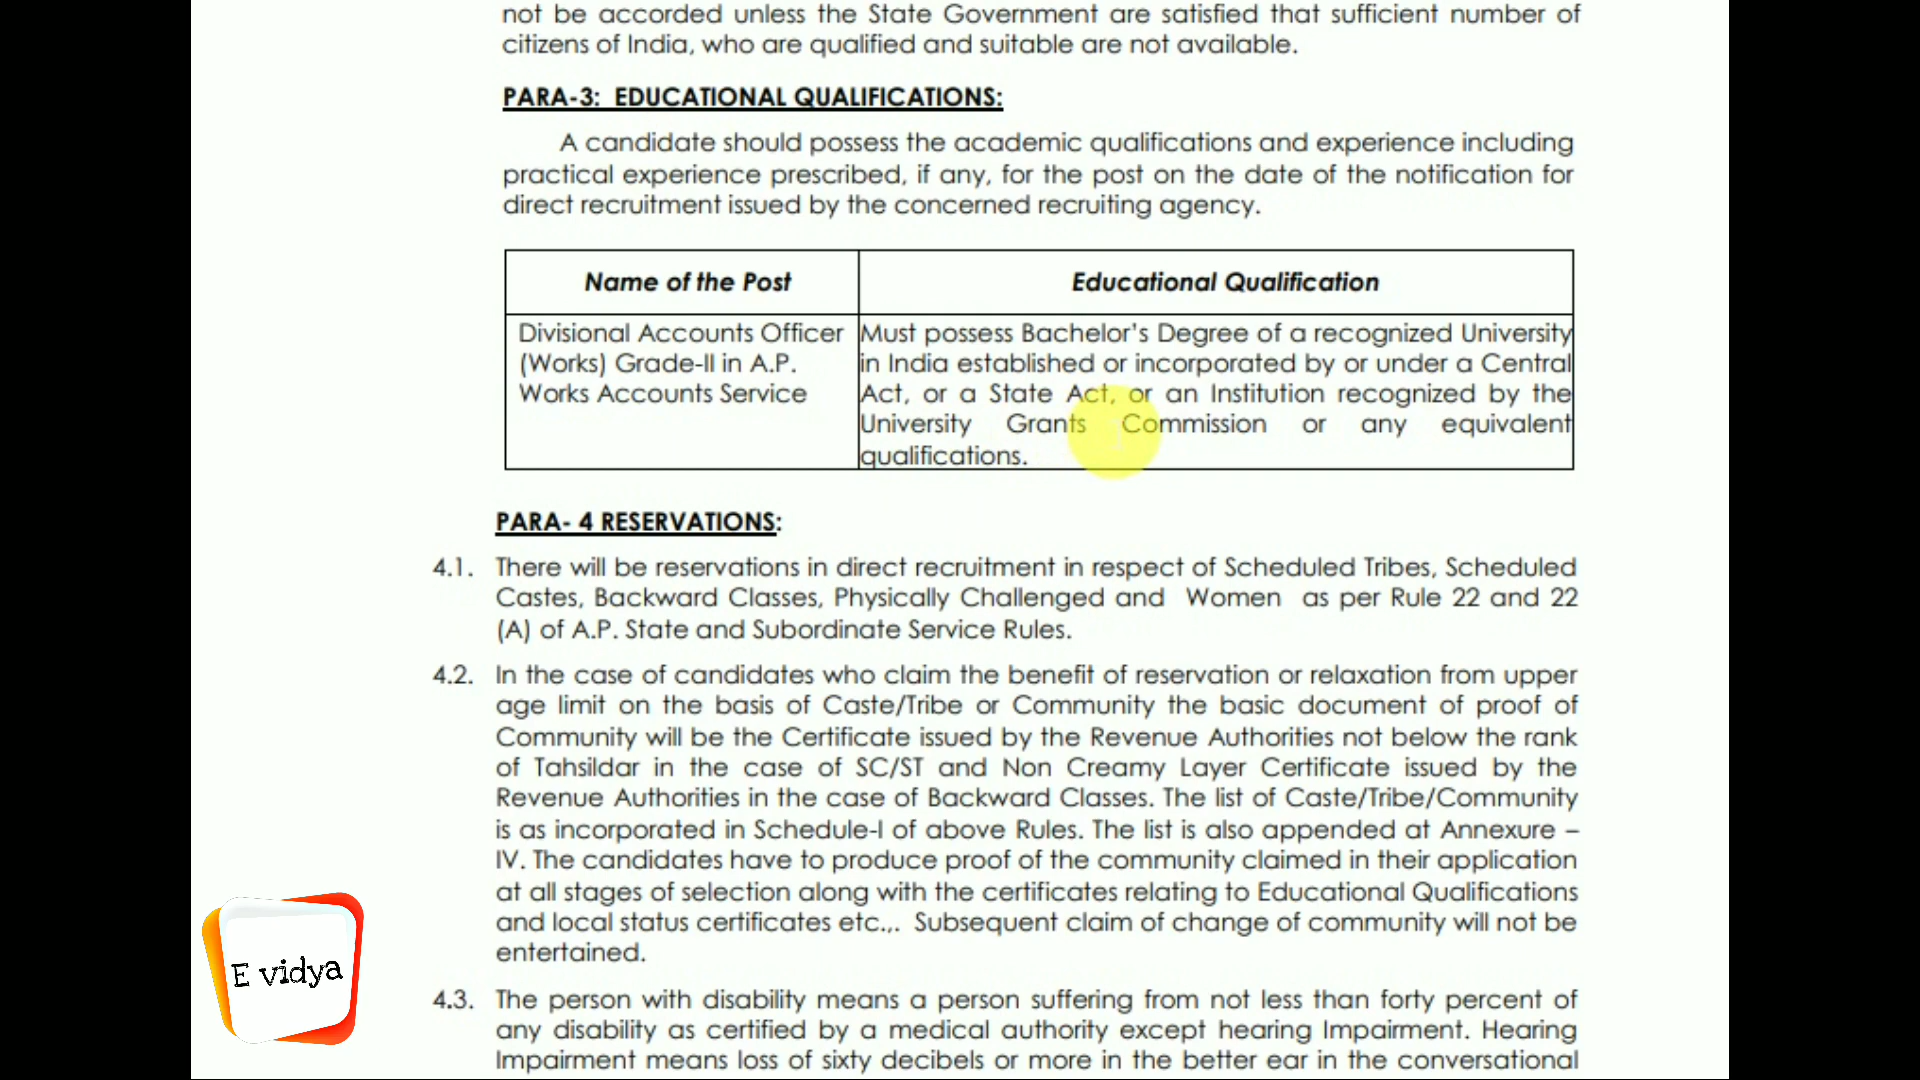 not be accorded unless the State Government are satisfied that sufficient number of
citizens of India, who are qualified and suitable are not available.
PARA-3: EDUCATIONAL QUALIFICATIONS:
A candidate should possess the academic qualifications and experience including
practical experience prescribed, if any, for the post on the date of the notification for
direct recruitment issued by the concerned recruiting agency.
Name of the Post
Educational Qualification
Divisional Accounts Officer
(Works) Grade-II in A.P.
Works Accounts Service
Must possess Bachelor's Degree of a recognized University
in India established or incorporated by or under a Central
Act, or a State Act, or an Institution recognized by the
University Grants Commission or any equivalent
qualifications.
PARA- 4 RESERVATIONS:
4.1. There will be reservations in direct recruitment in respect of Scheduled Tribes, Scheduled
Castes, Backward Classes, Physically Challenged and Women as per Rule 22 and 22
(A) of A.P. State and Subordinate Service Rules.
4.2. In the case of candidates who claim the benefit of reservation or relaxation from upper
age limit on the basis of Caste/Tribe or Community the basic document of proof of
Community will be the Certificate issued by the Revenue Authorities not below the rank
of Tahsildar in the case of SC/ST and Non Creamy Layer Certificate issued by the
Revenue Authorities in the case of Backward Classes. The list of Caste/Tribe/Community
is as incorporated in Schedule-I of above Rules. The list is also appended at Annexure –
IV. The candidates have to produce proof of the community claimed in their application
at all stages of selection along with the certificates relating to Educational Qualifications
and local status certificates etc.,. Subsequent claim of change of community will not be
entertained.
4.3. The person with disability means a person suffering from not less than forty percent of
any disability as certified by a medical authority except hearing Impairment. Hearing
Impairment means loss of sixty decibels or more in the better ear in the conversational
E vidya